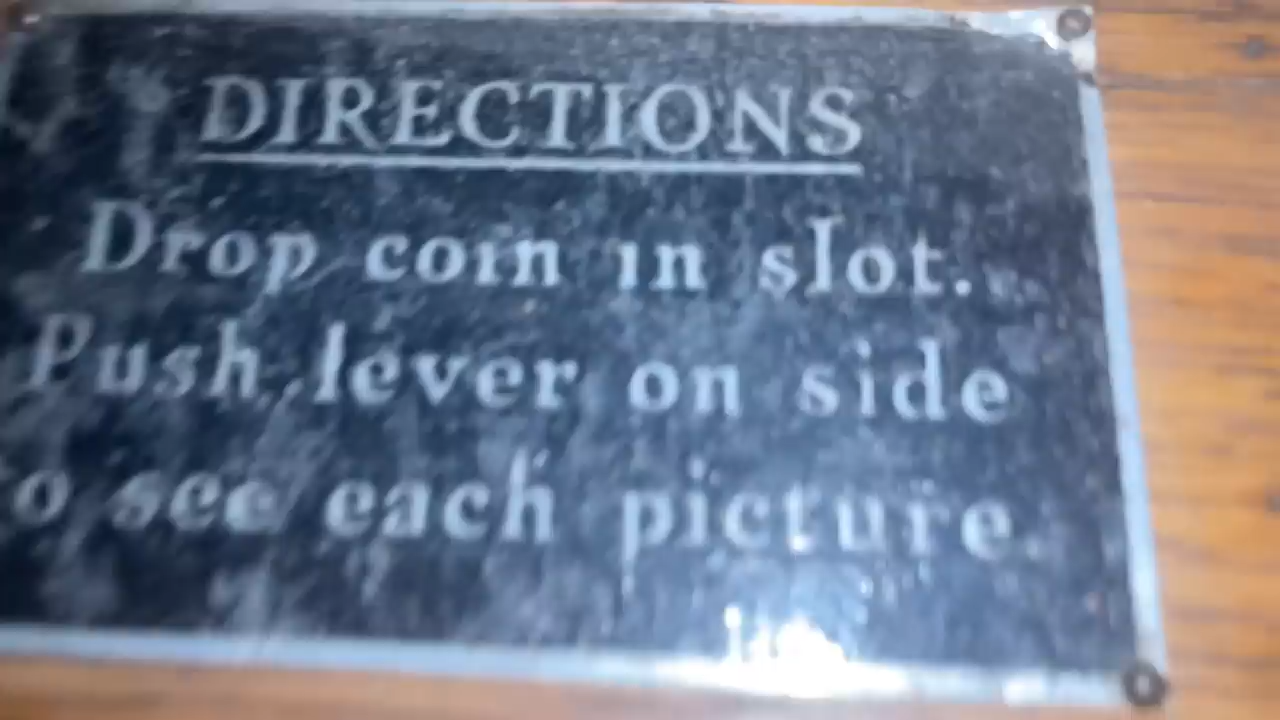 DIRECTIONS
Drop coin in slot.
Push lever on side
o see each picture.